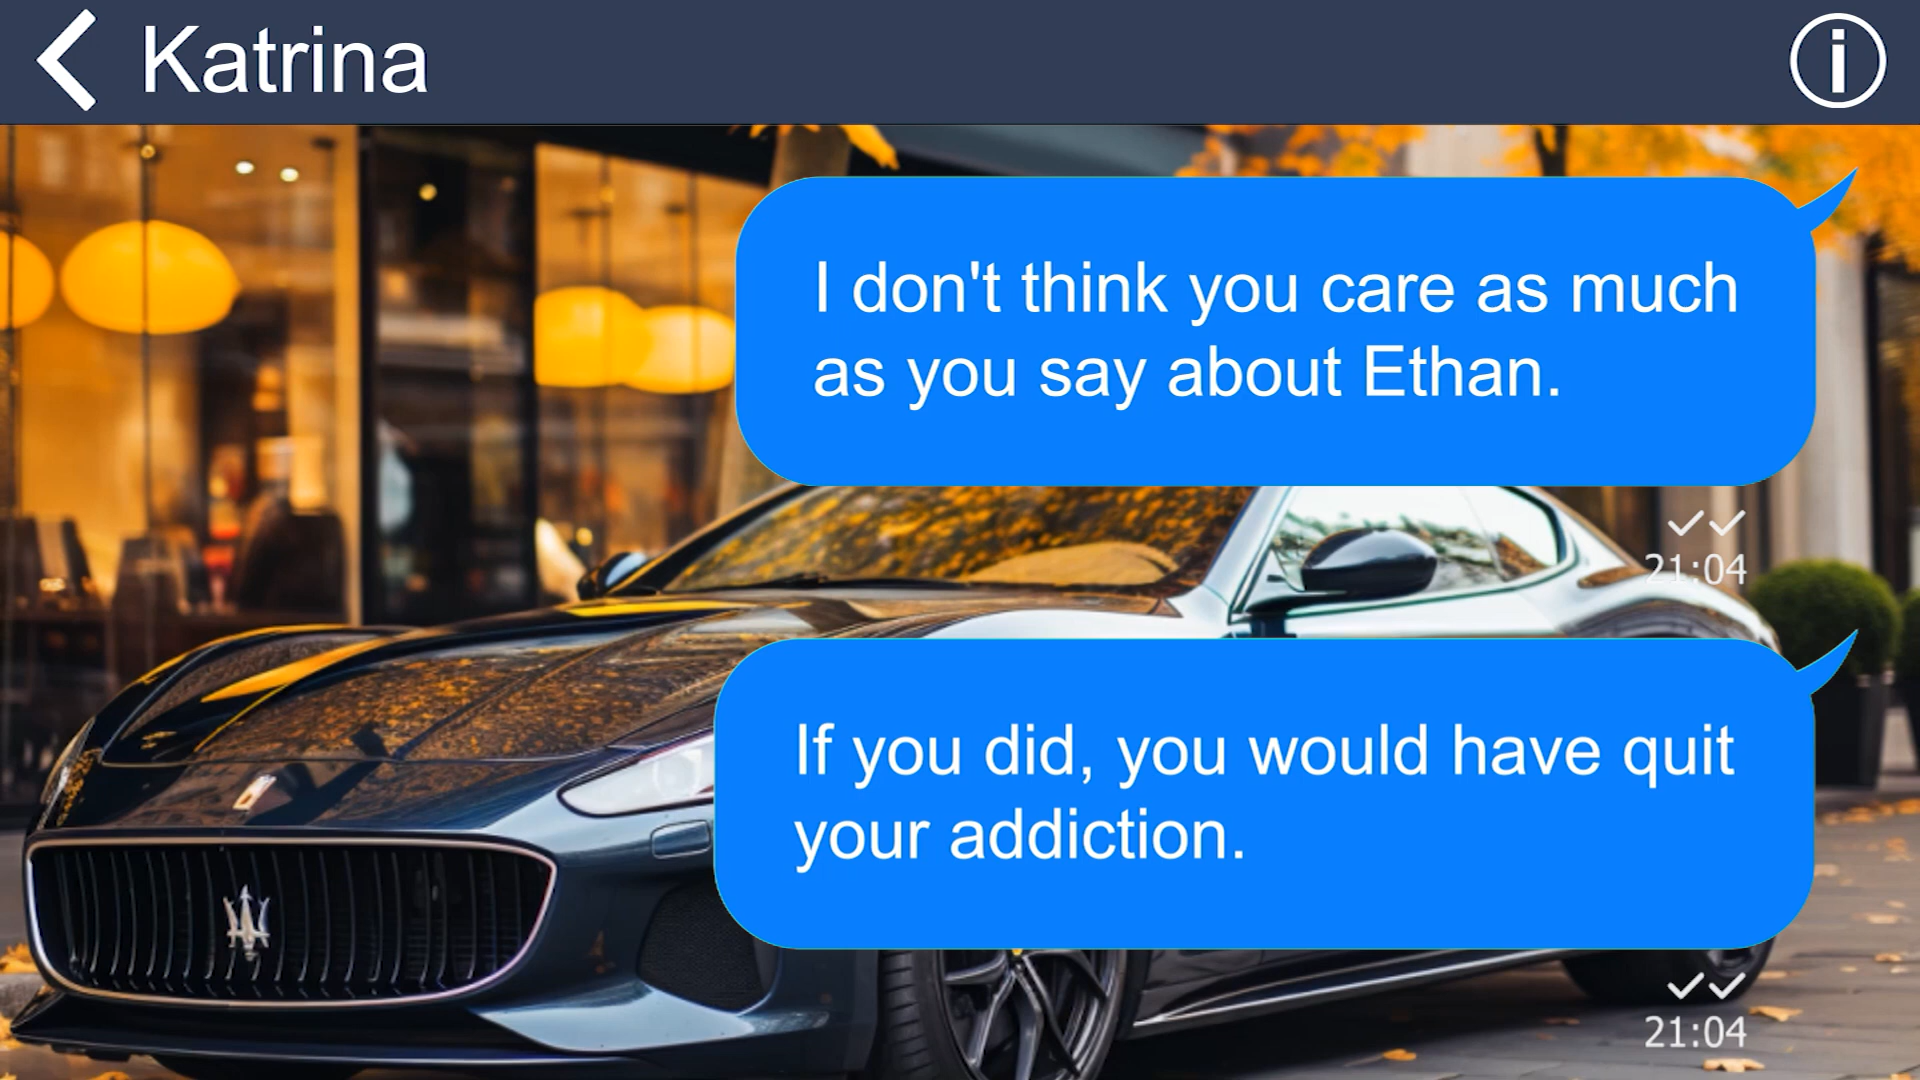 Katrina
I don't think you care as much
as you say about Ethan.
21:04
If you did, you would have quit
your addiction.
21:04